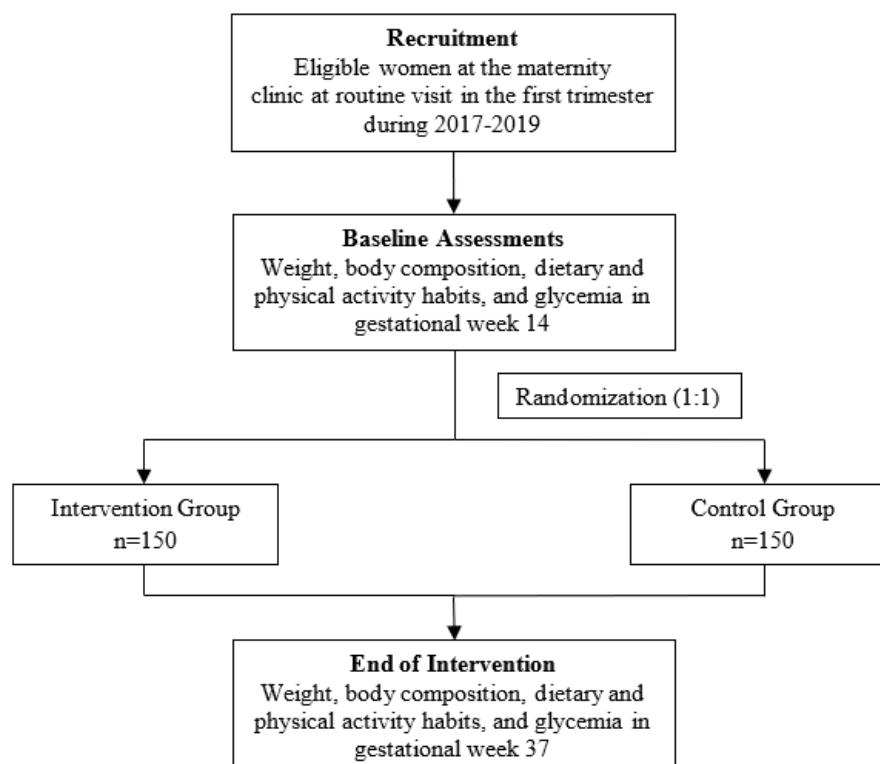 Recruitment
Eligible women at the maternity
clinic at routine visit in the first trimester
during 2017-2019
Baseline Assessments
Weight, body composition, dietary and
physical activity habits, and glycemia in
gestational week 14
Randomization (1:1)
Intervention Group
n=150
Control Group
n=150
End of Intervention
Weight, body composition, dietary and
physical activity habits, and glycemia in
gestational week 37